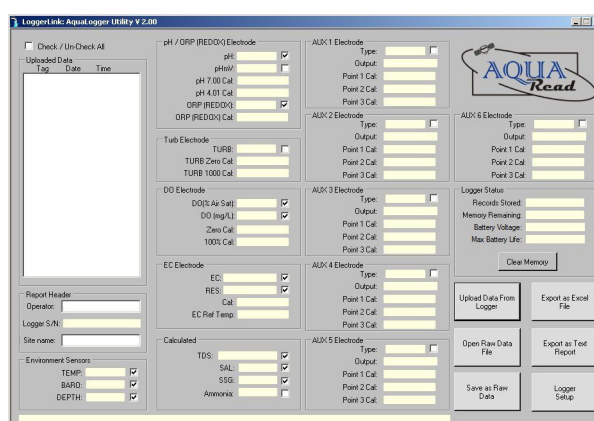 LoggerLink: AquaLogger Utility V 2.00
Check / Un-Check All
Uploaded Data
Tag Date Time
Report Header
Operator:
Logger S/N:
Site name:
Environment Sensors
TEMP:
BARO:
DEPTH:
pH / ORP (REDOX) Electrode
pH:
pHmV:
pH 7.00 Cal:
pH 4.01 Cal:
ORP (REDOX):
ORP (REDOX) Cal:
Turb Electrode
TURB:
TURB Zero Cal:
TURB 1000 Cal:
DO Electrode
DO(% Air Sat):
DO (mg/L):
Zero Cal:
100% Cal:
EC Electrode
EC:
RES:
Cal:
EC Ref Temp:
Calculated
TDS:
SAL:
SSG:
Ammonia:
AUX 1 Electrode
Type:
Output:
Point 1 Cal:
Point 2 Cal:
Point 3 Cal:
AUX 2 Electrode
Type:
Output:
Point 1 Cal:
Point 2 Cal:
Point 3 Cal:
AUX 3 Electrode
Type:
Output:
Point 1 Cal:
Point 2 Cal:
Point 3 Cal:
AUX 4 Electrode
Type:
Output:
Point 1 Cal:
Point 2 Cal:
Point 3 Cal:
AUX 5 Electrode
Type:
Output:
Point 1 Cal:
Point 2 Cal:
Point 3 Cal:
AQUA
Read
AUX 6 Electrode
Type:
Output:
Point 1 Cal:
Point 2 Cal:
Point 3 Cal:
Logger Status
Records Stored:
Memory Remaining:
Battery Voltage:
Max Battery Life:
Clear Memory
Upload Data From
Logger
Export as Excel
File
Open Raw Data
File
Export as Text
Report
Save as Raw
Data
Logger
Setup